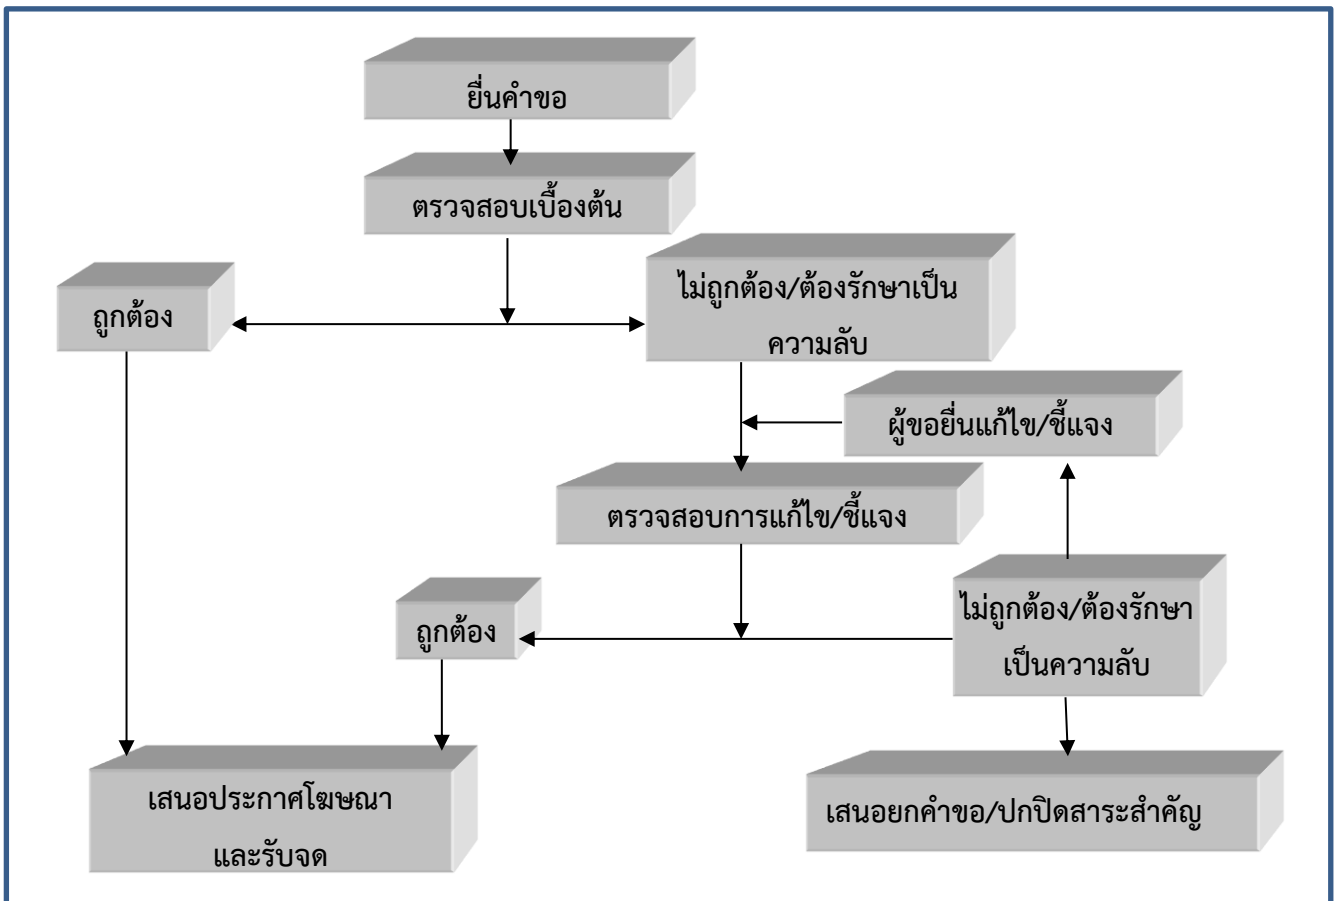 ยื่นคำขอ
ตรวจสอบเบื้องต้น
ถูกต้อง
ไม่ถูกต้อง/ต้องรักษาเป็น
ความลับ
ผู้ขอยื่นแก้ไข/ชี้แจง
ตรวจสอบการแก้ไข/ชี้แจง
ถูกต้อง
ไม่ถูกต้อง/ต้องรักษา
เป็นความลับ
เสนอประกาศโฆษณา
และรับจด
เสนอยกคำขอ/ปกปิดสาระสำคัญ